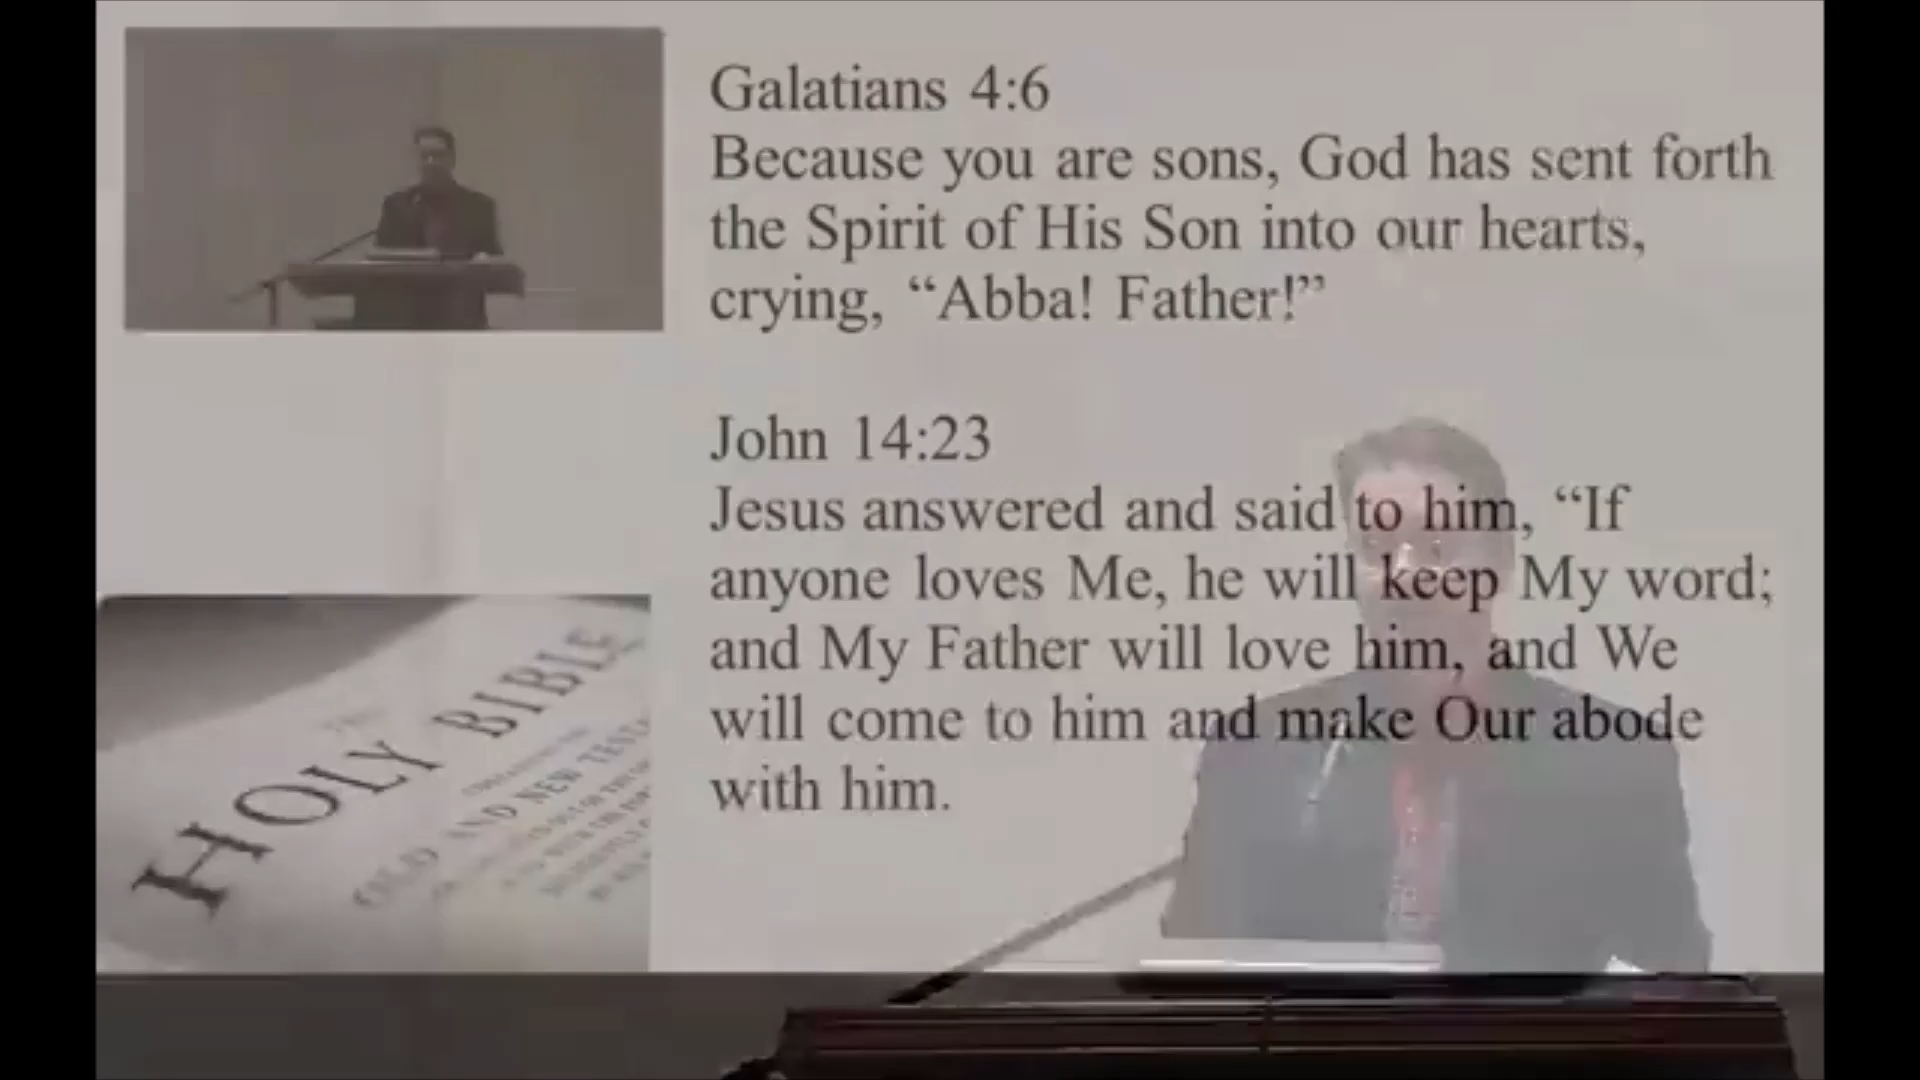 Galatians 4:6
Because you are sons, God has sent forth
the Spirit of His Son into our hearts,
crying, “Abba! Father!”
John 14:23
Jesus answered and said to him, “If
anyone loves Me, he will keep My word;
and My Father will love him, and We
will come to him and make Our abode
with him.
THE
HOLY BIBLE
OLD AND NEW TEST